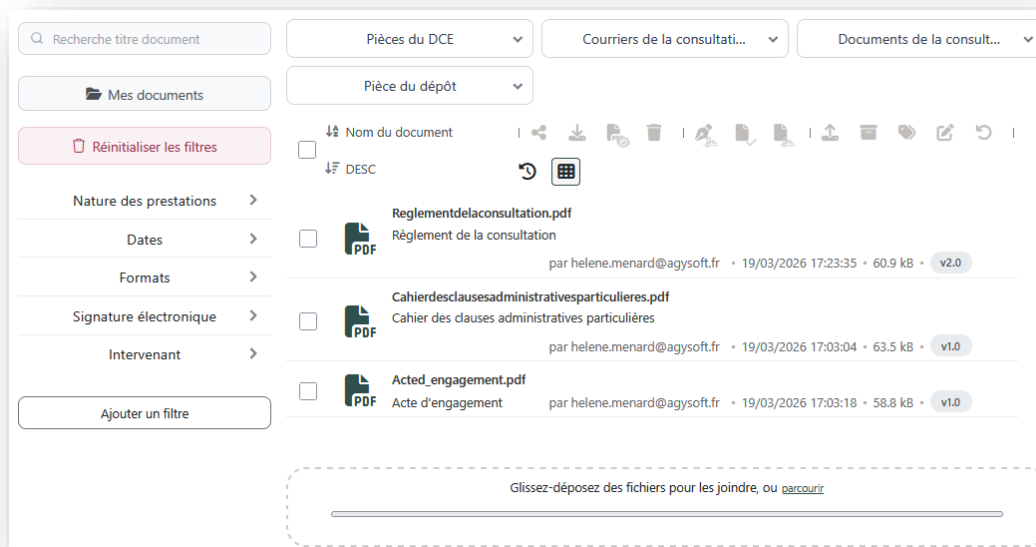 Recherche titre document
Mes documents
Réinitialiser les filtres
Nature des prestations
Dates
Formats
Signature électronique
Intervenant
Ajouter un filtre
Pièces du DCE
Courriers de la consultati...
Documents de la consult...
Pièce du dépôt
Nom du document
DESC
PDF
Reglementdelaconsultation.pdf
Règlement de la consultation
par helene.menard@agysoft.fr • 19/03/2026 17:23:35 • 60.9 kB • v2.0
PDF
Cahierdesclausesadministrativesparticulieres.pdf
Cahier des clauses administratives particulières
par helene.menard@agysoft.fr • 19/03/2026 17:03:04 • 63.5 kB • v1.0
PDF
Acted_engagement.pdf
Acte d'engagement par helene.menard@agysoft.fr • 19/03/2026 17:03:18 • 58.8 kB • v1.0
Glissez-déposez des fichiers pour les joindre, ou parcourir